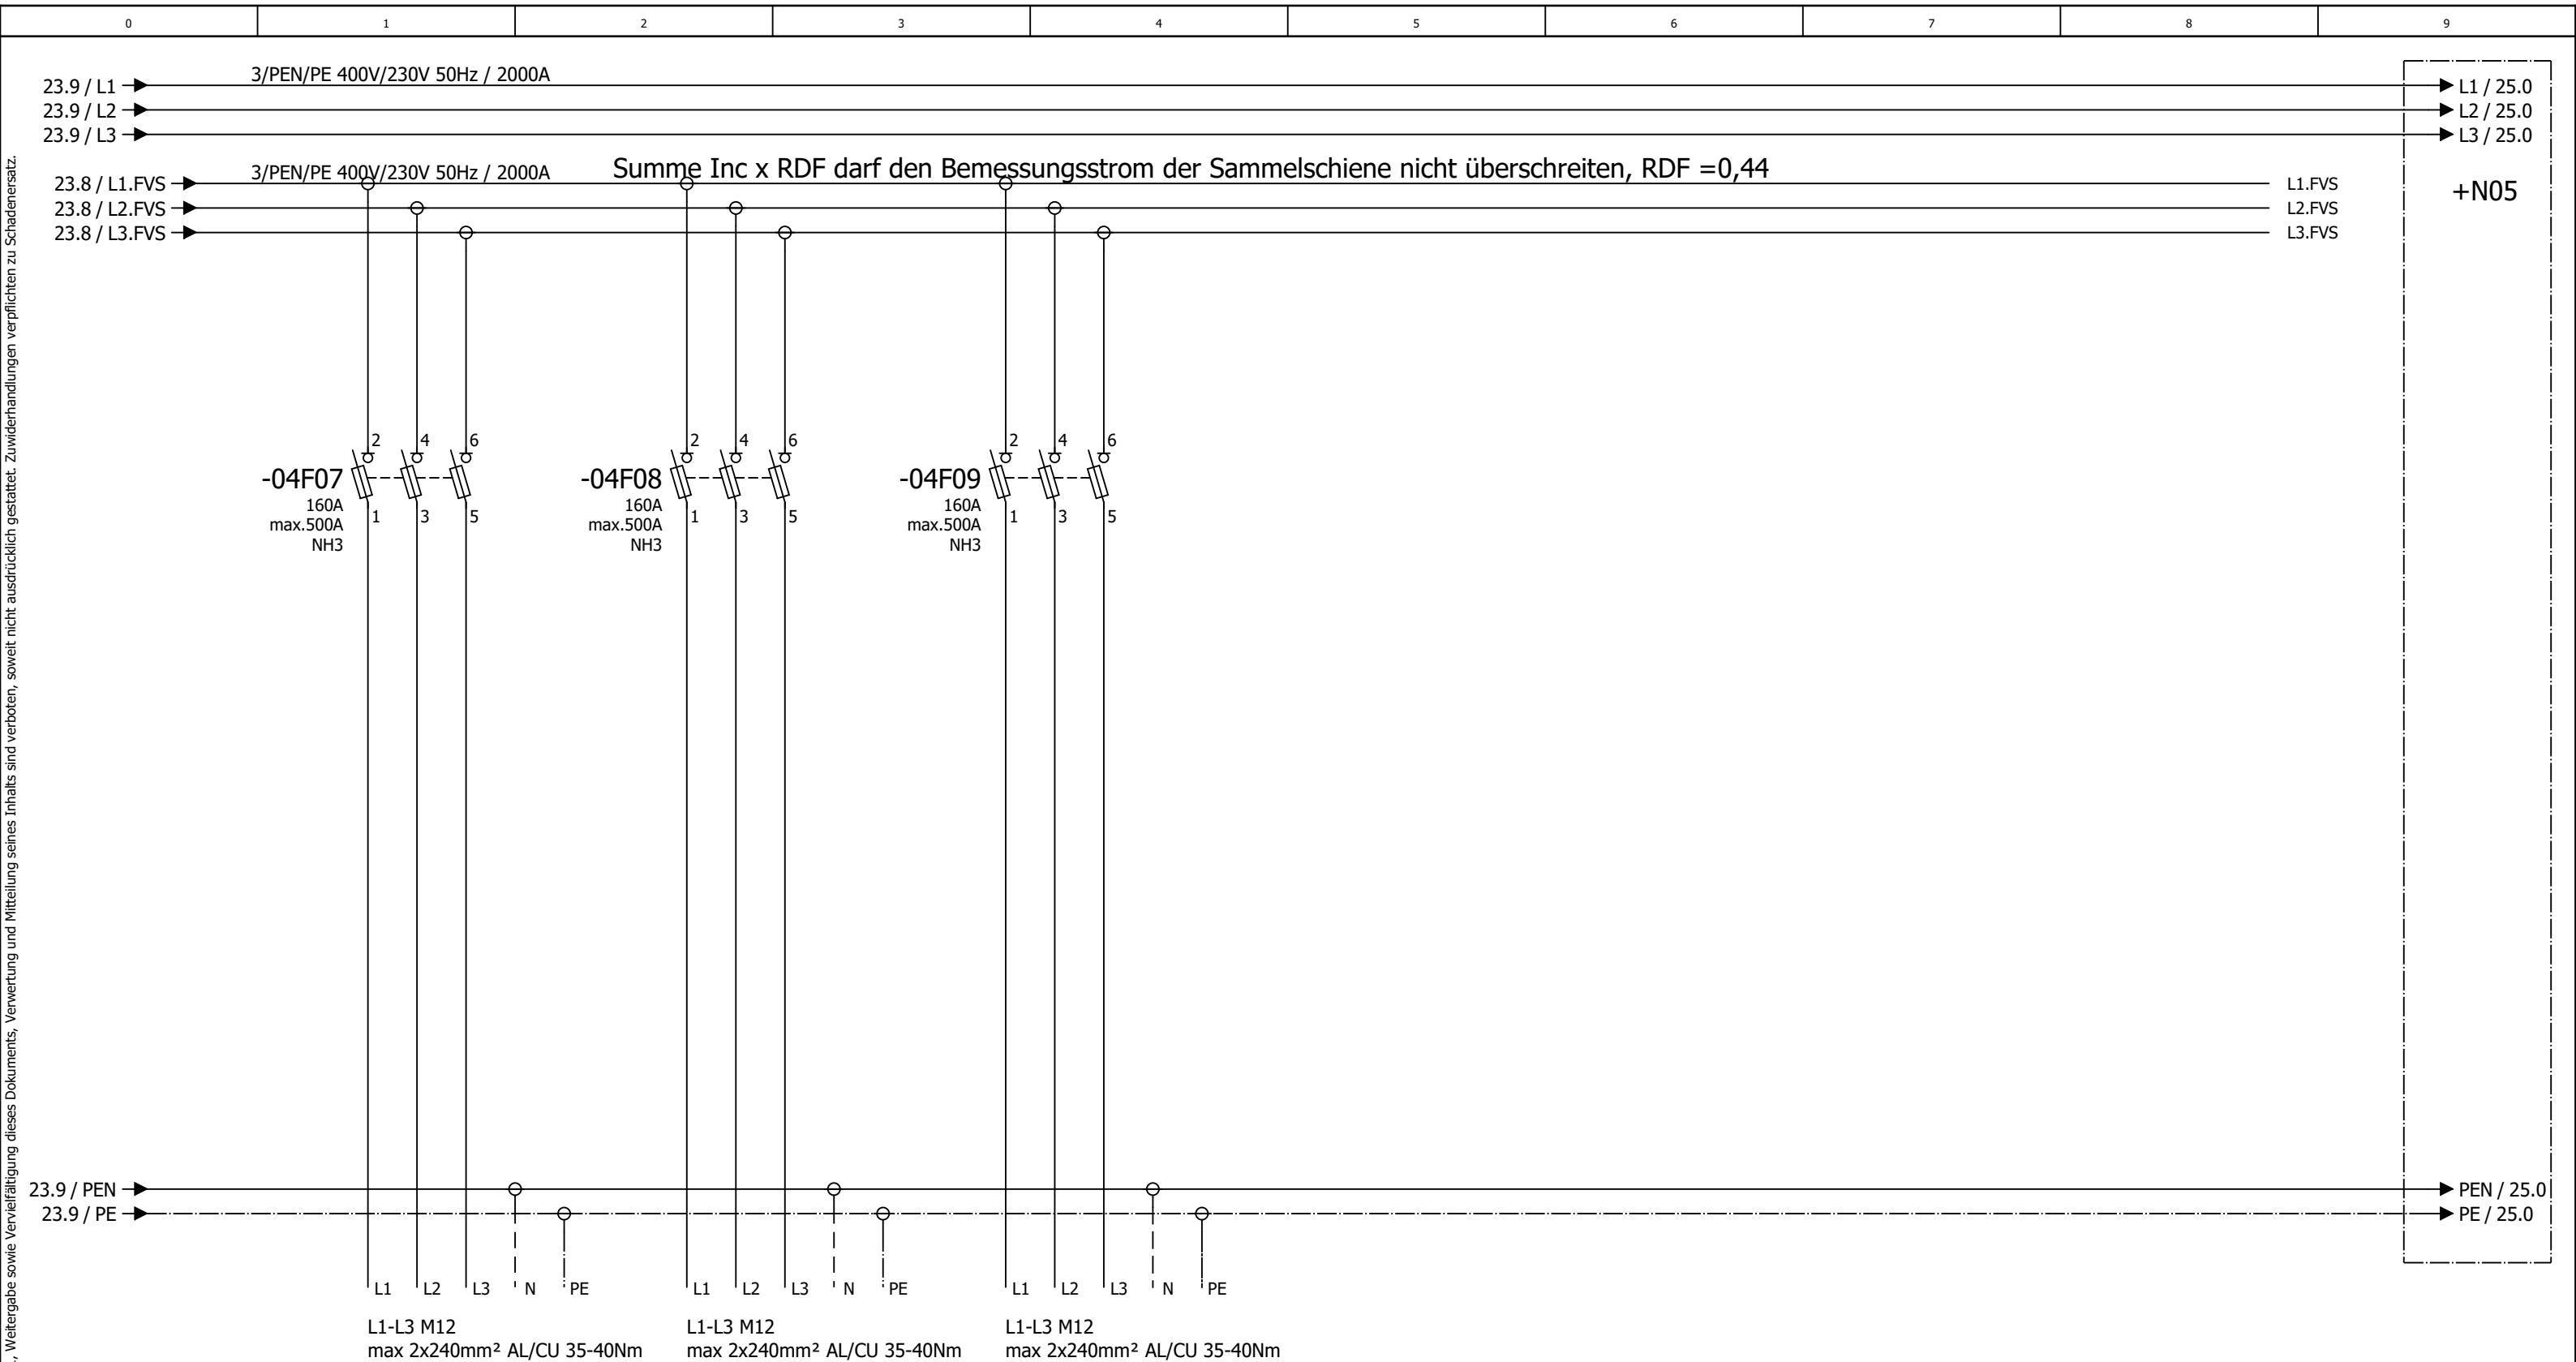 0 1 2 3 4 5 6 7 8 9
3/PEN/PE 400V/230V 50Hz / 2000A
23.9 / L1
L1 / 25.0
23.9 / L2
L2 / 25.0
23.9 / L3
L3 / 25.0
3/PEN/PE 400V/230V 50Hz / 2000A
Summe Inc x RDF darf den Bemessungsstrom der Sammelschiene nicht überschreiten, RDF =0,44
23.8 / L1.FVS
L1.FVS
+N05
23.8 / L2.FVS
L2.FVS
23.8 / L3.FVS
L3.FVS
2 4 6
-04F07
160A
max.500A
NH3
1 3 5
2 4 6
-04F08
160A
max.500A
NH3
1 3 5
2 4 6
-04F09
160A
max.500A
NH3
1 3 5
23.9 / PEN
PEN / 25.0
23.9 / PE
PE / 25.0
L1 L2 L3 N PE
L1-L3 M12
max 2x240mm² AL/CU 35-40Nm
L1 L2 L3 N PE
L1-L3 M12
max 2x240mm² AL/CU 35-40Nm
L1 L2 L3 N PE
L1-L3 M12
max 2x240mm² AL/CU 35-40Nm
, Weitergabe sowie Vervielfältigung dieses Dokuments, Verwertung und Mitteilung seines Inhalts sind verboten, soweit nicht ausdrücklich gestattet. Zuwiderhandlungen verpflichten zu Schadenersatz.